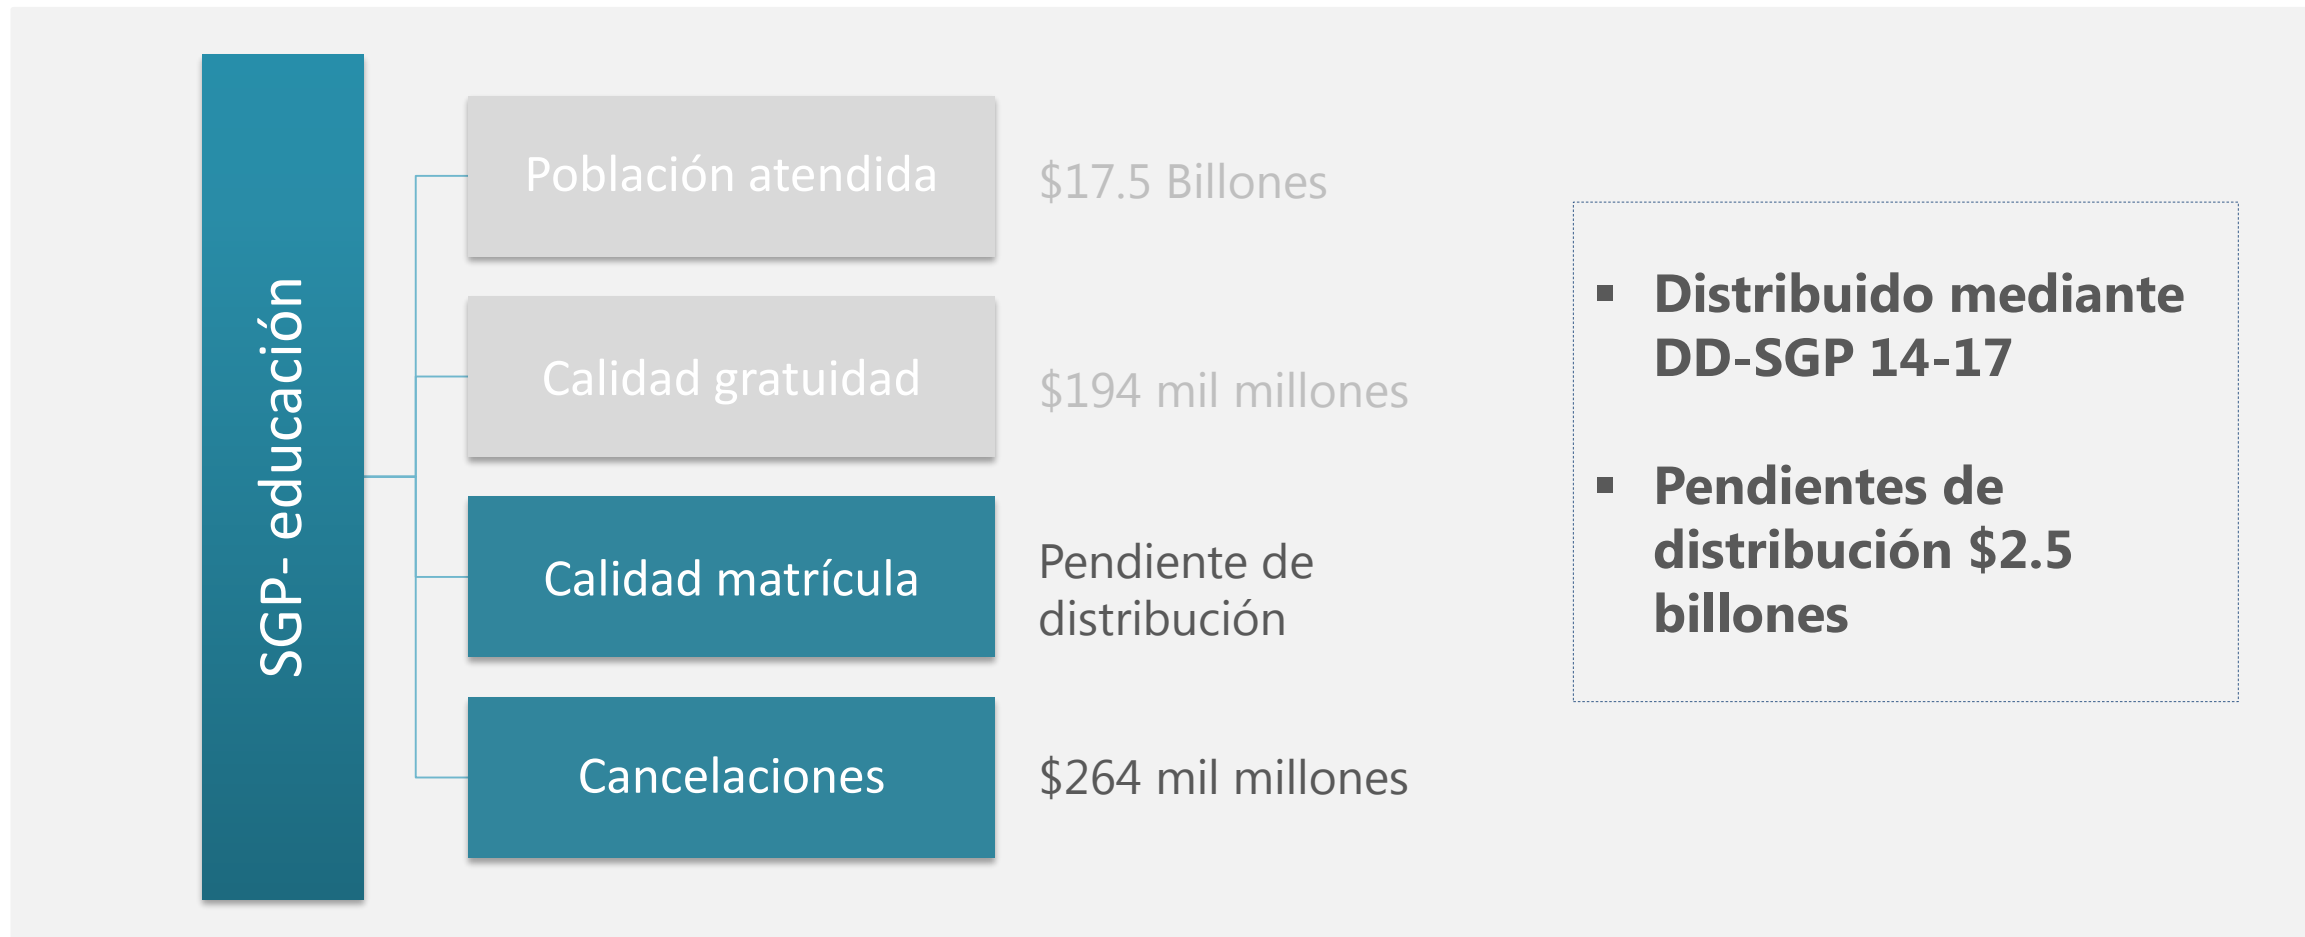 SGP- educación
Población atendida
$17.5 Billones
Calidad gratuidad
$194 mil millones
Calidad matrícula
Pendiente de
distribución
Cancelaciones
$264 mil millones
▪ Distribuido mediante
DD-SGP 14-17
▪ Pendientes de
distribución $2.5
billones